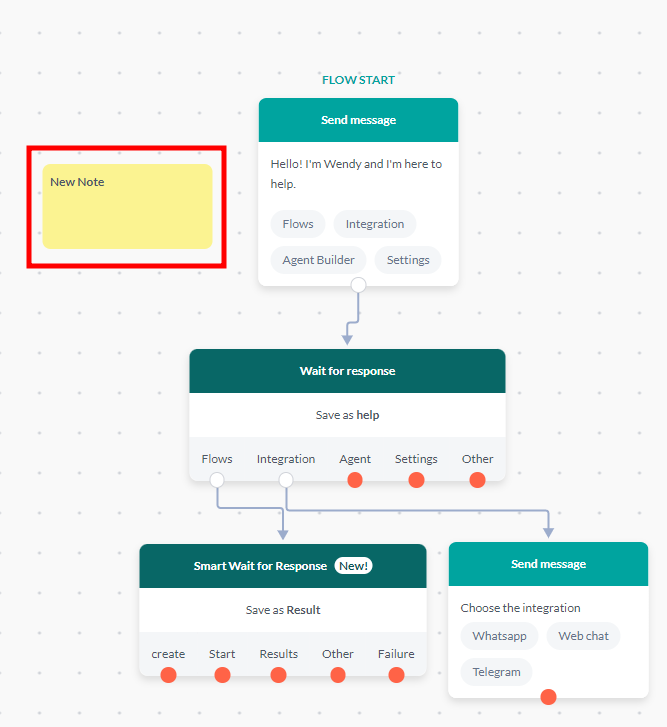 FLOW START
Send message
New Note
Hello! I'm Wendy and I'm here to
help.
Flows Integration
Agent Builder Settings
Wait for response
Save as help
Flows Integration Agent Settings Other
Smart Wait for Response New!
Save as Result
create Start Results Other Failure
Send message
Choose the integration
Whatsapp Web chat
Telegram